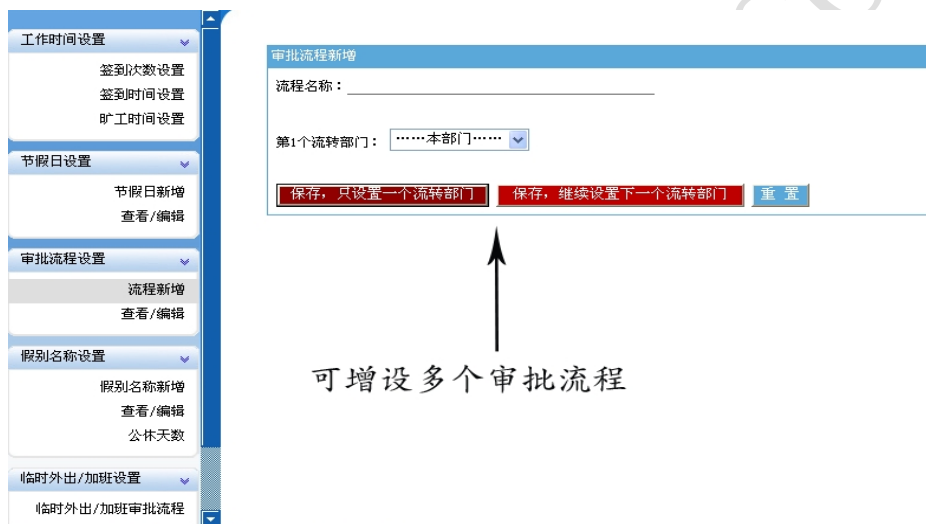 工作时间设置
签到次数设置
签到时间设置
旷工时间设置
节假日设置
节假日新增
查看/编辑
审批流程设置
流程新增
查看/编辑
假别名称设置
假别名称新增
查看/编辑
公休天数
临时外出/加班设置
临时外出/加班审批流程
审批流程新增
流程名称：
第1个流转部门： ……本部门……
保存，只设置一个流转部门 保存，继续设置下一个流转部门 重 置
可增设多个审批流程